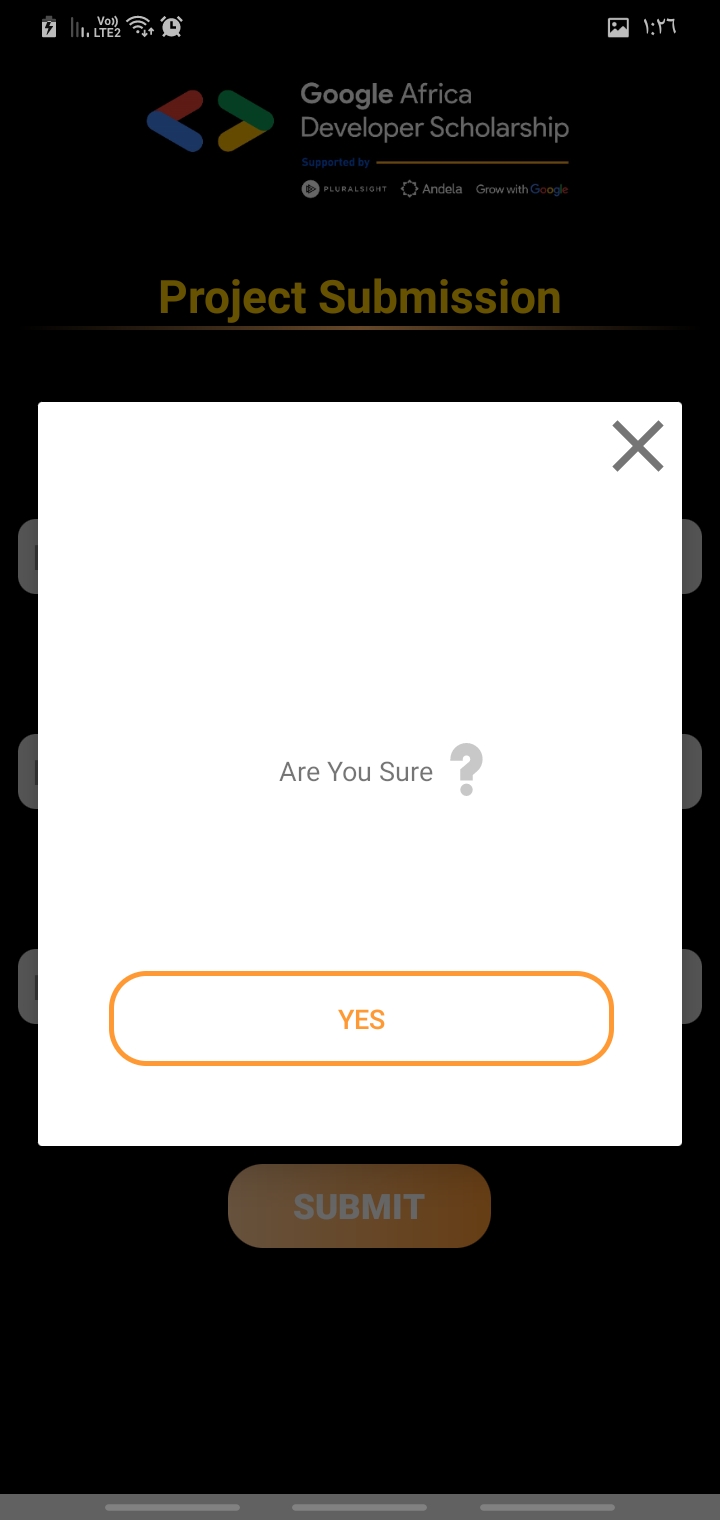 Vo))
LTE2
١:٢٦
Google Africa
Developer Scholarship
Supported by
PLURALSIGHT Andela Grow with Google
Project Submission
Are You Sure ?
YES
SUBMIT